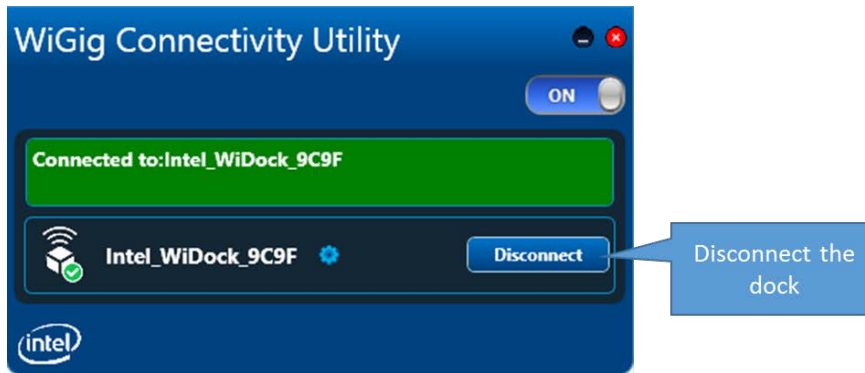 WiGig Connectivity Utility
ON
Connected to:Intel_WiDock_9C9F
Intel_WiDock_9C9F
Disconnect
Disconnect the
dock
intel